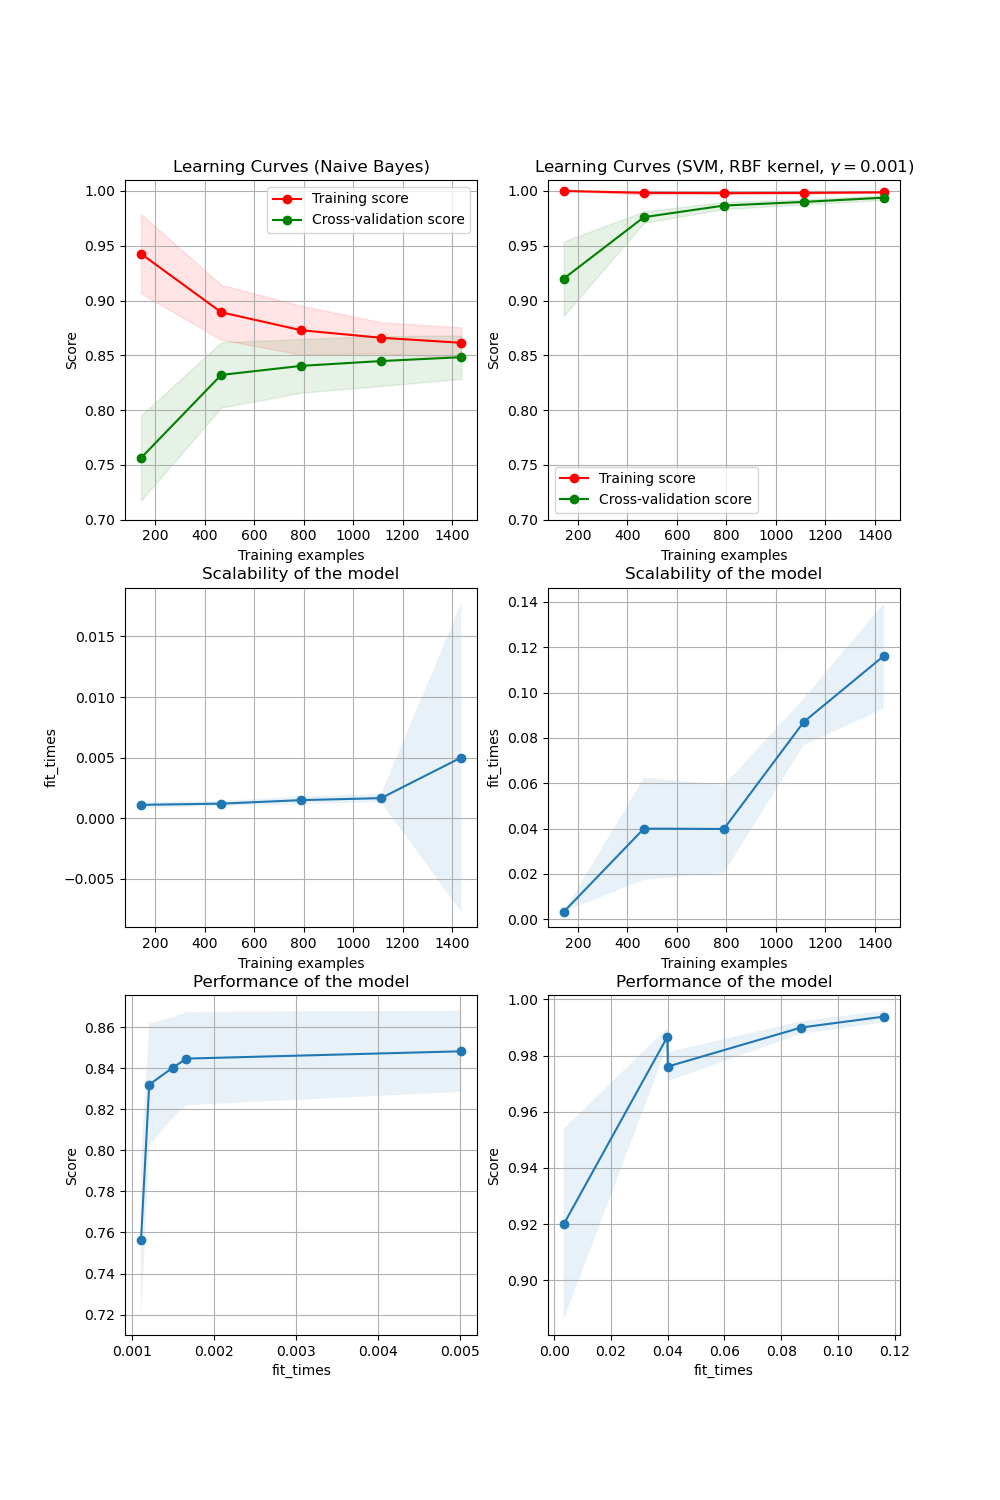 Learning Curves (Naive Bayes)
Score
1.00
0.95
0.90
0.85
0.80
0.75
0.70
Training score
Cross-validation score
200 400 600 800 1000 1200 1400
Training examples
Learning Curves (SVM, RBF kernel, γ = 0.001)
Score
1.00
0.95
0.90
0.85
0.80
0.75
0.70
Training score
Cross-validation score
200 400 600 800 1000 1200 1400
Training examples
Scalability of the model
fit_times
0.015
0.010
0.005
0.000
−0.005
200 400 600 800 1000 1200 1400
Training examples
Scalability of the model
fit_times
0.14
0.12
0.10
0.08
0.06
0.04
0.02
0.00
200 400 600 800 1000 1200 1400
Training examples
Performance of the model
Score
0.86
0.84
0.82
0.80
0.78
0.76
0.74
0.72
0.001 0.002 0.003 0.004 0.005
fit_times
Performance of the model
Score
1.00
0.98
0.96
0.94
0.92
0.90
0.00 0.02 0.04 0.06 0.08 0.10 0.12
fit_times